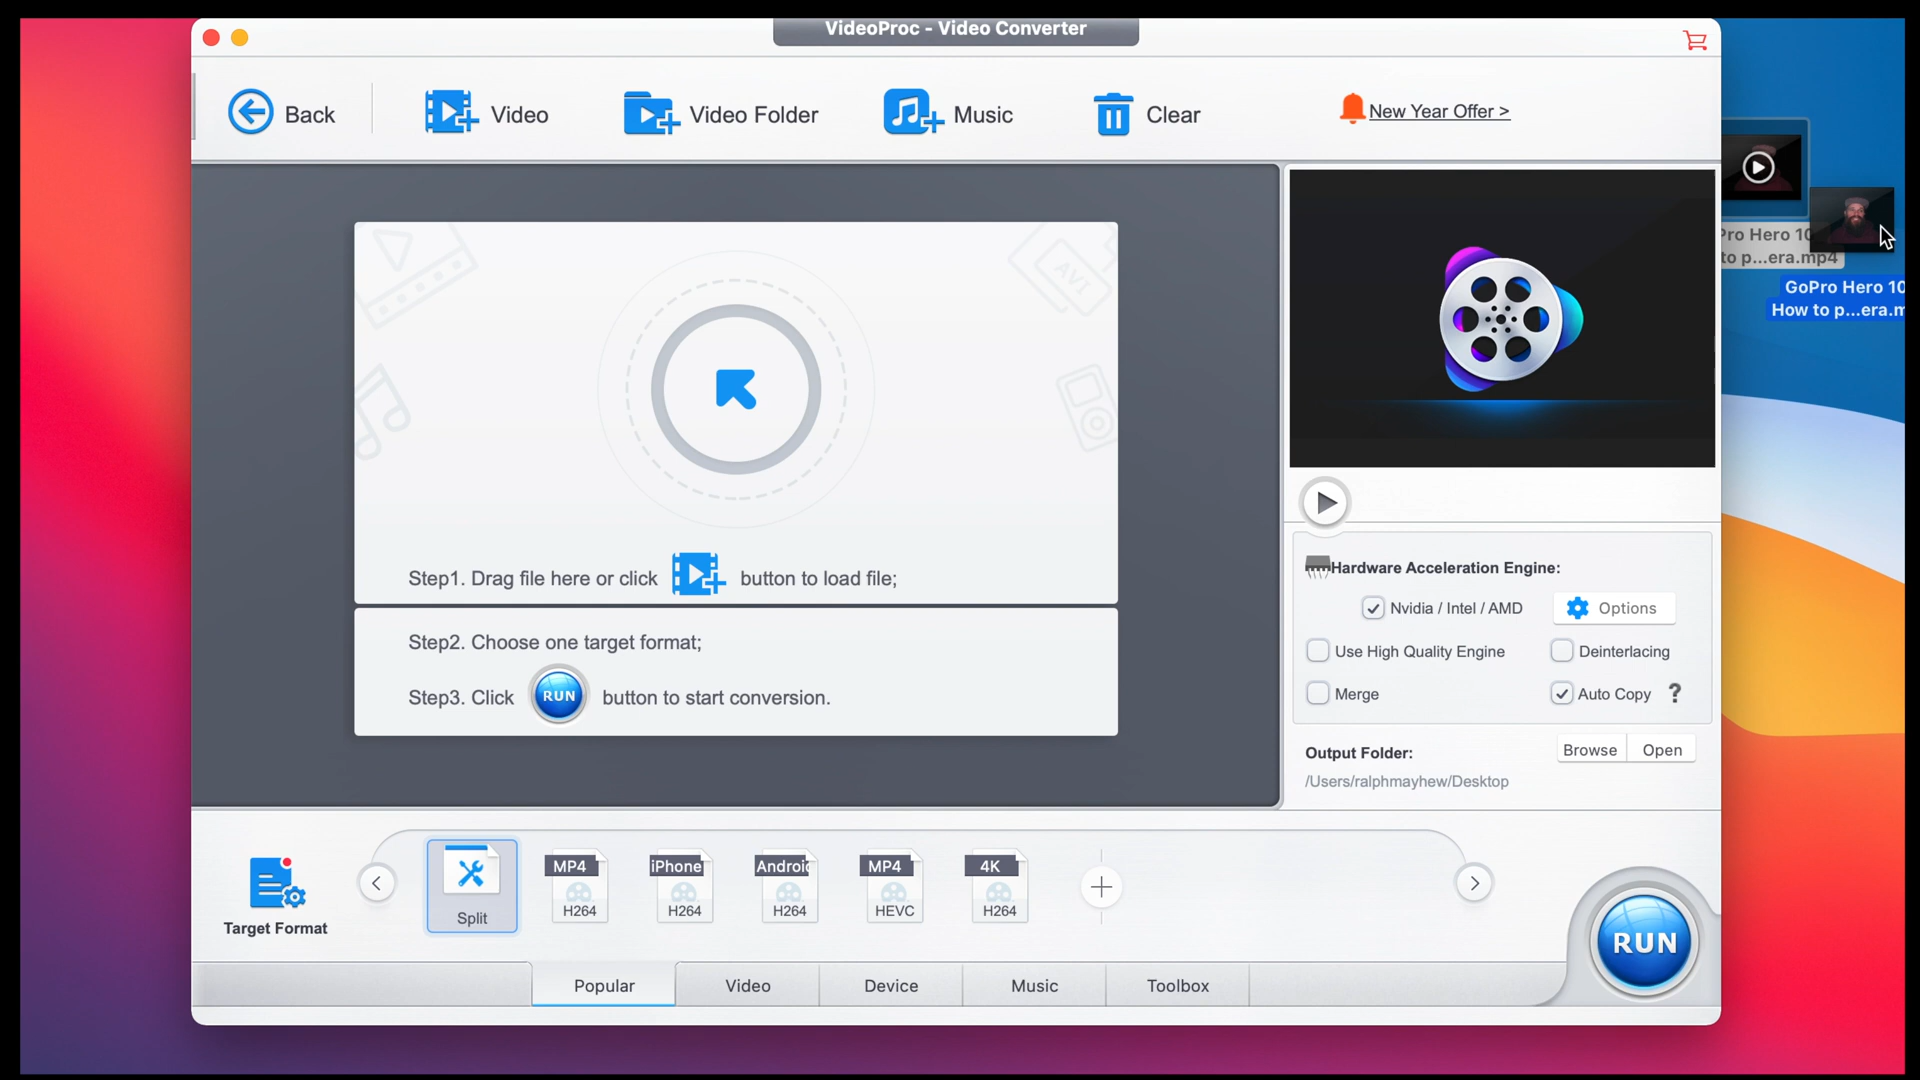 VideoProc - Video Converter
Back
Video
Video Folder
Music
Clear
New Year Offer >
AVI
Pro Hero 10
to p...era.mp4
GoPro Hero 10
How to p...era.m
Step1. Drag file here or click button to load file;
Step2. Choose one target format;
Step3. Click RUN button to start conversion.
Hardware Acceleration Engine:
Nvidia / Intel / AMD
Options
Use High Quality Engine
Deinterlacing
Merge
Auto Copy ?
Output Folder:
Browse
Open
/Users/ralphmayhew/Desktop
Target Format
Split
MP4
H264
iPhone
H264
Android
H264
MP4
HEVC
4K
H264
RUN
Popular
Video
Device
Music
Toolbox